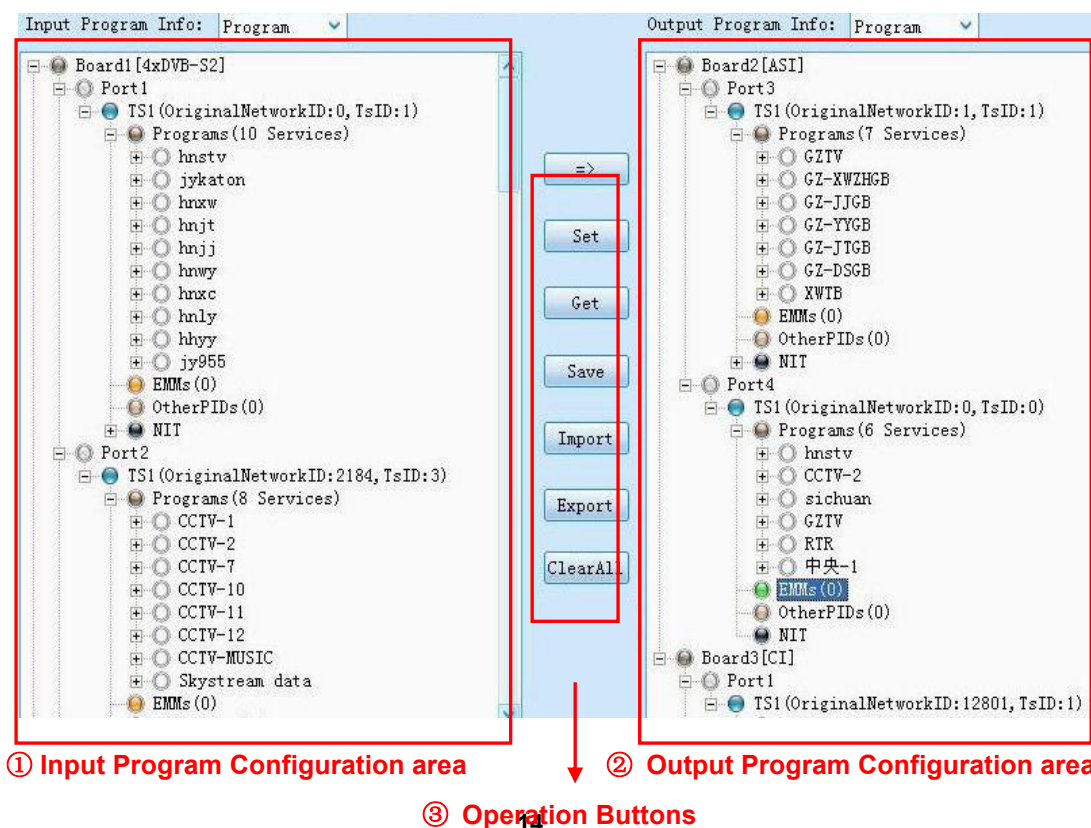 Input Program Info: Program
Board1[4xDVB-S2]
Port1
TS1(OriginalNetworkID:0,TsID:1)
Programs(10 Services)
hnstv
jykaton
hnxw
hnjt
hnjj
hnwy
hnxc
hnly
hhyy
jy955
EMMs(0)
OtherPIDs(0)
NIT
Port2
TS1(OriginalNetworkID:2184,TsID:3)
Programs(8 Services)
CCTV-1
CCTV-2
CCTV-7
CCTV-10
CCTV-11
CCTV-12
CCTV-MUSIC
Skystream data
EMMs(0)
=>
Set
Get
Save
Import
Export
ClearAll
Output Program Info: Program
Board2[ASI]
Port3
TS1(OriginalNetworkID:1,TsID:1)
Programs(7 Services)
GZTV
GZ-XWZHGB
GZ-JJGB
GZ-YYGB
GZ-JTGB
GZ-DSGB
XWTB
EMMs(0)
OtherPIDs(0)
NIT
Port4
TS1(OriginalNetworkID:0,TsID:0)
Programs(6 Services)
hnstv
CCTV-2
sichuan
GZTV
RTR
中央-1
EMMs(0)
OtherPIDs(0)
NIT
Board3[CI]
Port1
TS1(OriginalNetworkID:12801,TsID:1)
① Input Program Configuration area
② Output Program Configuration area
③ Operation Buttons
14